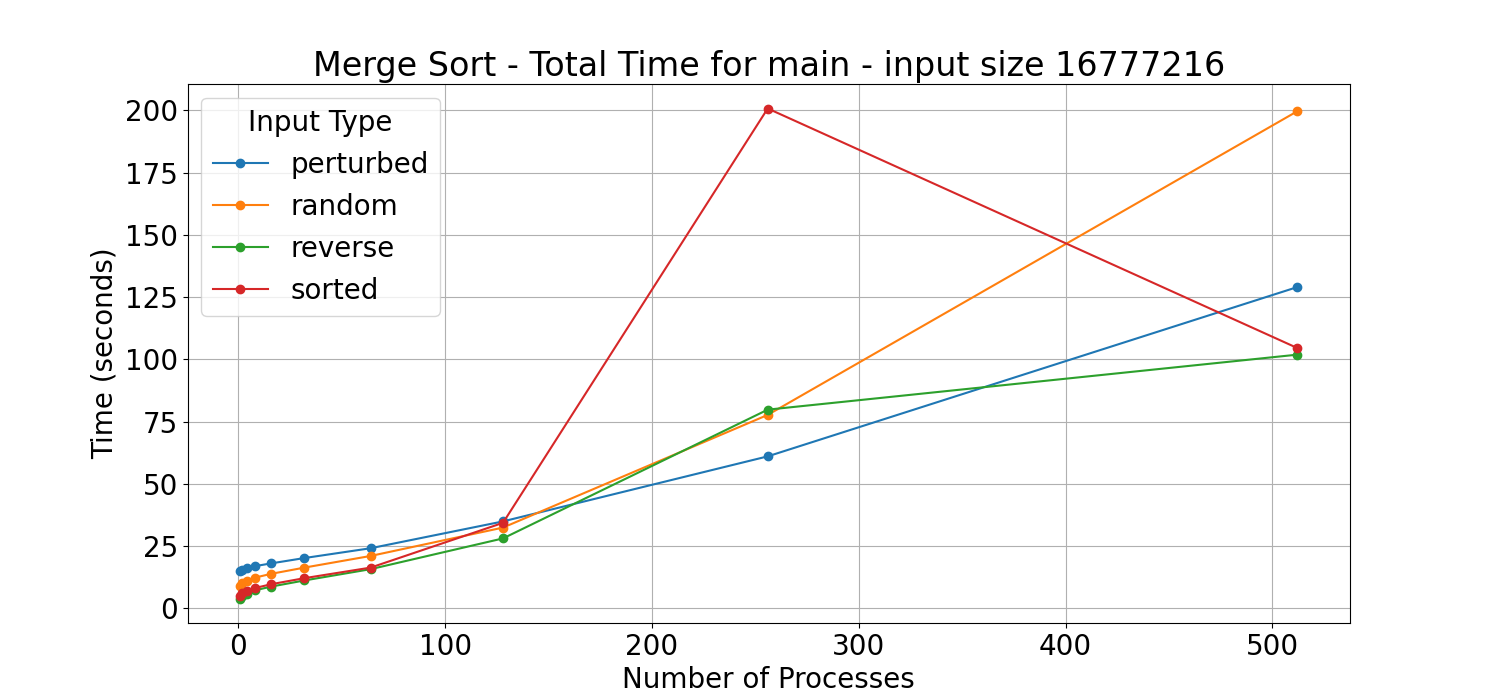 Merge Sort - Total Time for main - input size 16777216
Input Type
perturbed
random
reverse
sorted
Time (seconds)
200
175
150
125
100
75
50
25
0
0 100 200 300 400 500
Number of Processes